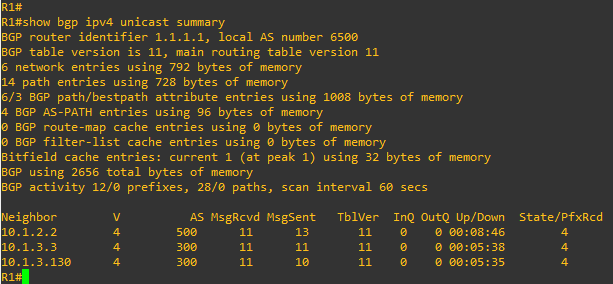 R1#
R1#show bgp ipv4 unicast summary
BGP router identifier 1.1.1.1, local AS number 6500
BGP table version is 11, main routing table version 11
6 network entries using 792 bytes of memory
14 path entries using 728 bytes of memory
6/3 BGP path/bestpath attribute entries using 1008 bytes of memory
4 BGP AS-PATH entries using 96 bytes of memory
0 BGP route-map cache entries using 0 bytes of memory
0 BGP filter-list cache entries using 0 bytes of memory
Bitfield cache entries: current 1 (at peak 1) using 32 bytes of memory
BGP using 2656 total bytes of memory
BGP activity 12/0 prefixes, 28/0 paths, scan interval 60 secs
Neighbor V AS MsgRcvd MsgSent TblVer InQ OutQ Up/Down State/PfxRcd
10.1.2.2 4 500 11 13 11 0 0 00:08:46 4
10.1.3.3 4 300 11 11 11 0 0 00:05:38 4
10.1.3.130 4 300 11 10 11 0 0 00:05:35 4
R1#